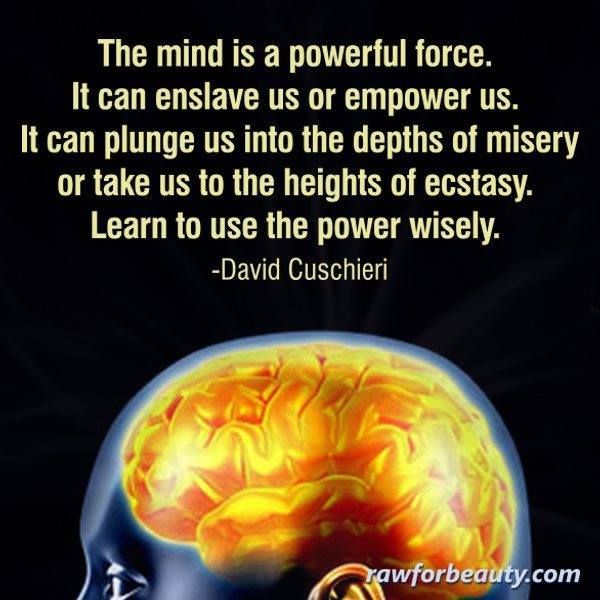 The mind is a powerful force.
It can enslave us or empower us.
It can plunge us into the depths of misery
or take us to the heights of ecstasy.
Learn to use the power wisely.
-David Cuschieri
rawforbeauty.com